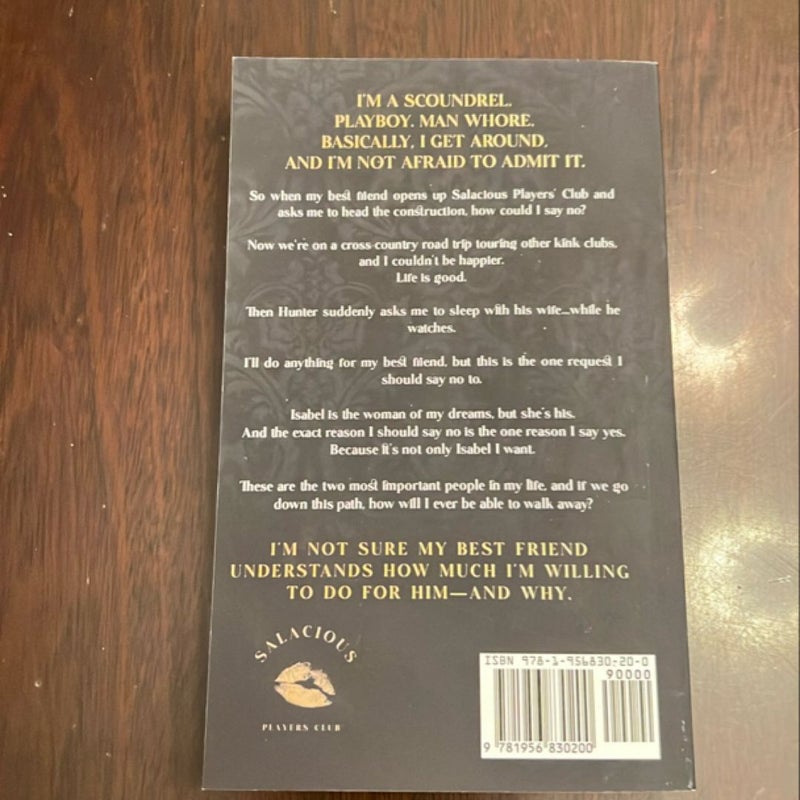 I'M A SCOUNDREL.
PLAYBOY. MAN WHORE.
BASICALLY, I GET AROUND,
AND I'M NOT AFRAID TO ADMIT IT.
So when my best friend opens up Salacious Players' Club and
asks me to head the construction, how could I say no?
Now we're on a cross-country road trip touring other kink clubs,
and I couldn't be happier.
Life is good.
Then Hunter suddenly asks me to sleep with his wife...while he
watches.
I'll do anything for my best friend, but this is the one request I
should say no to.
Isabel is the woman of my dreams, but she's his.
And the exact reason I should say no is the one reason I say yes.
Because it's not only Isabel I want.
These are the two most important people in my life, and if we go
down this path, how will I ever be able to walk away?
I'M NOT SURE MY BEST FRIEND
UNDERSTANDS HOW MUCH I'M WILLING
TO DO FOR HIM—AND WHY.
SALACIOUS
PLAYERS CLUB
ISBN 978-1-956830-20-0
90000
9 781956 830200